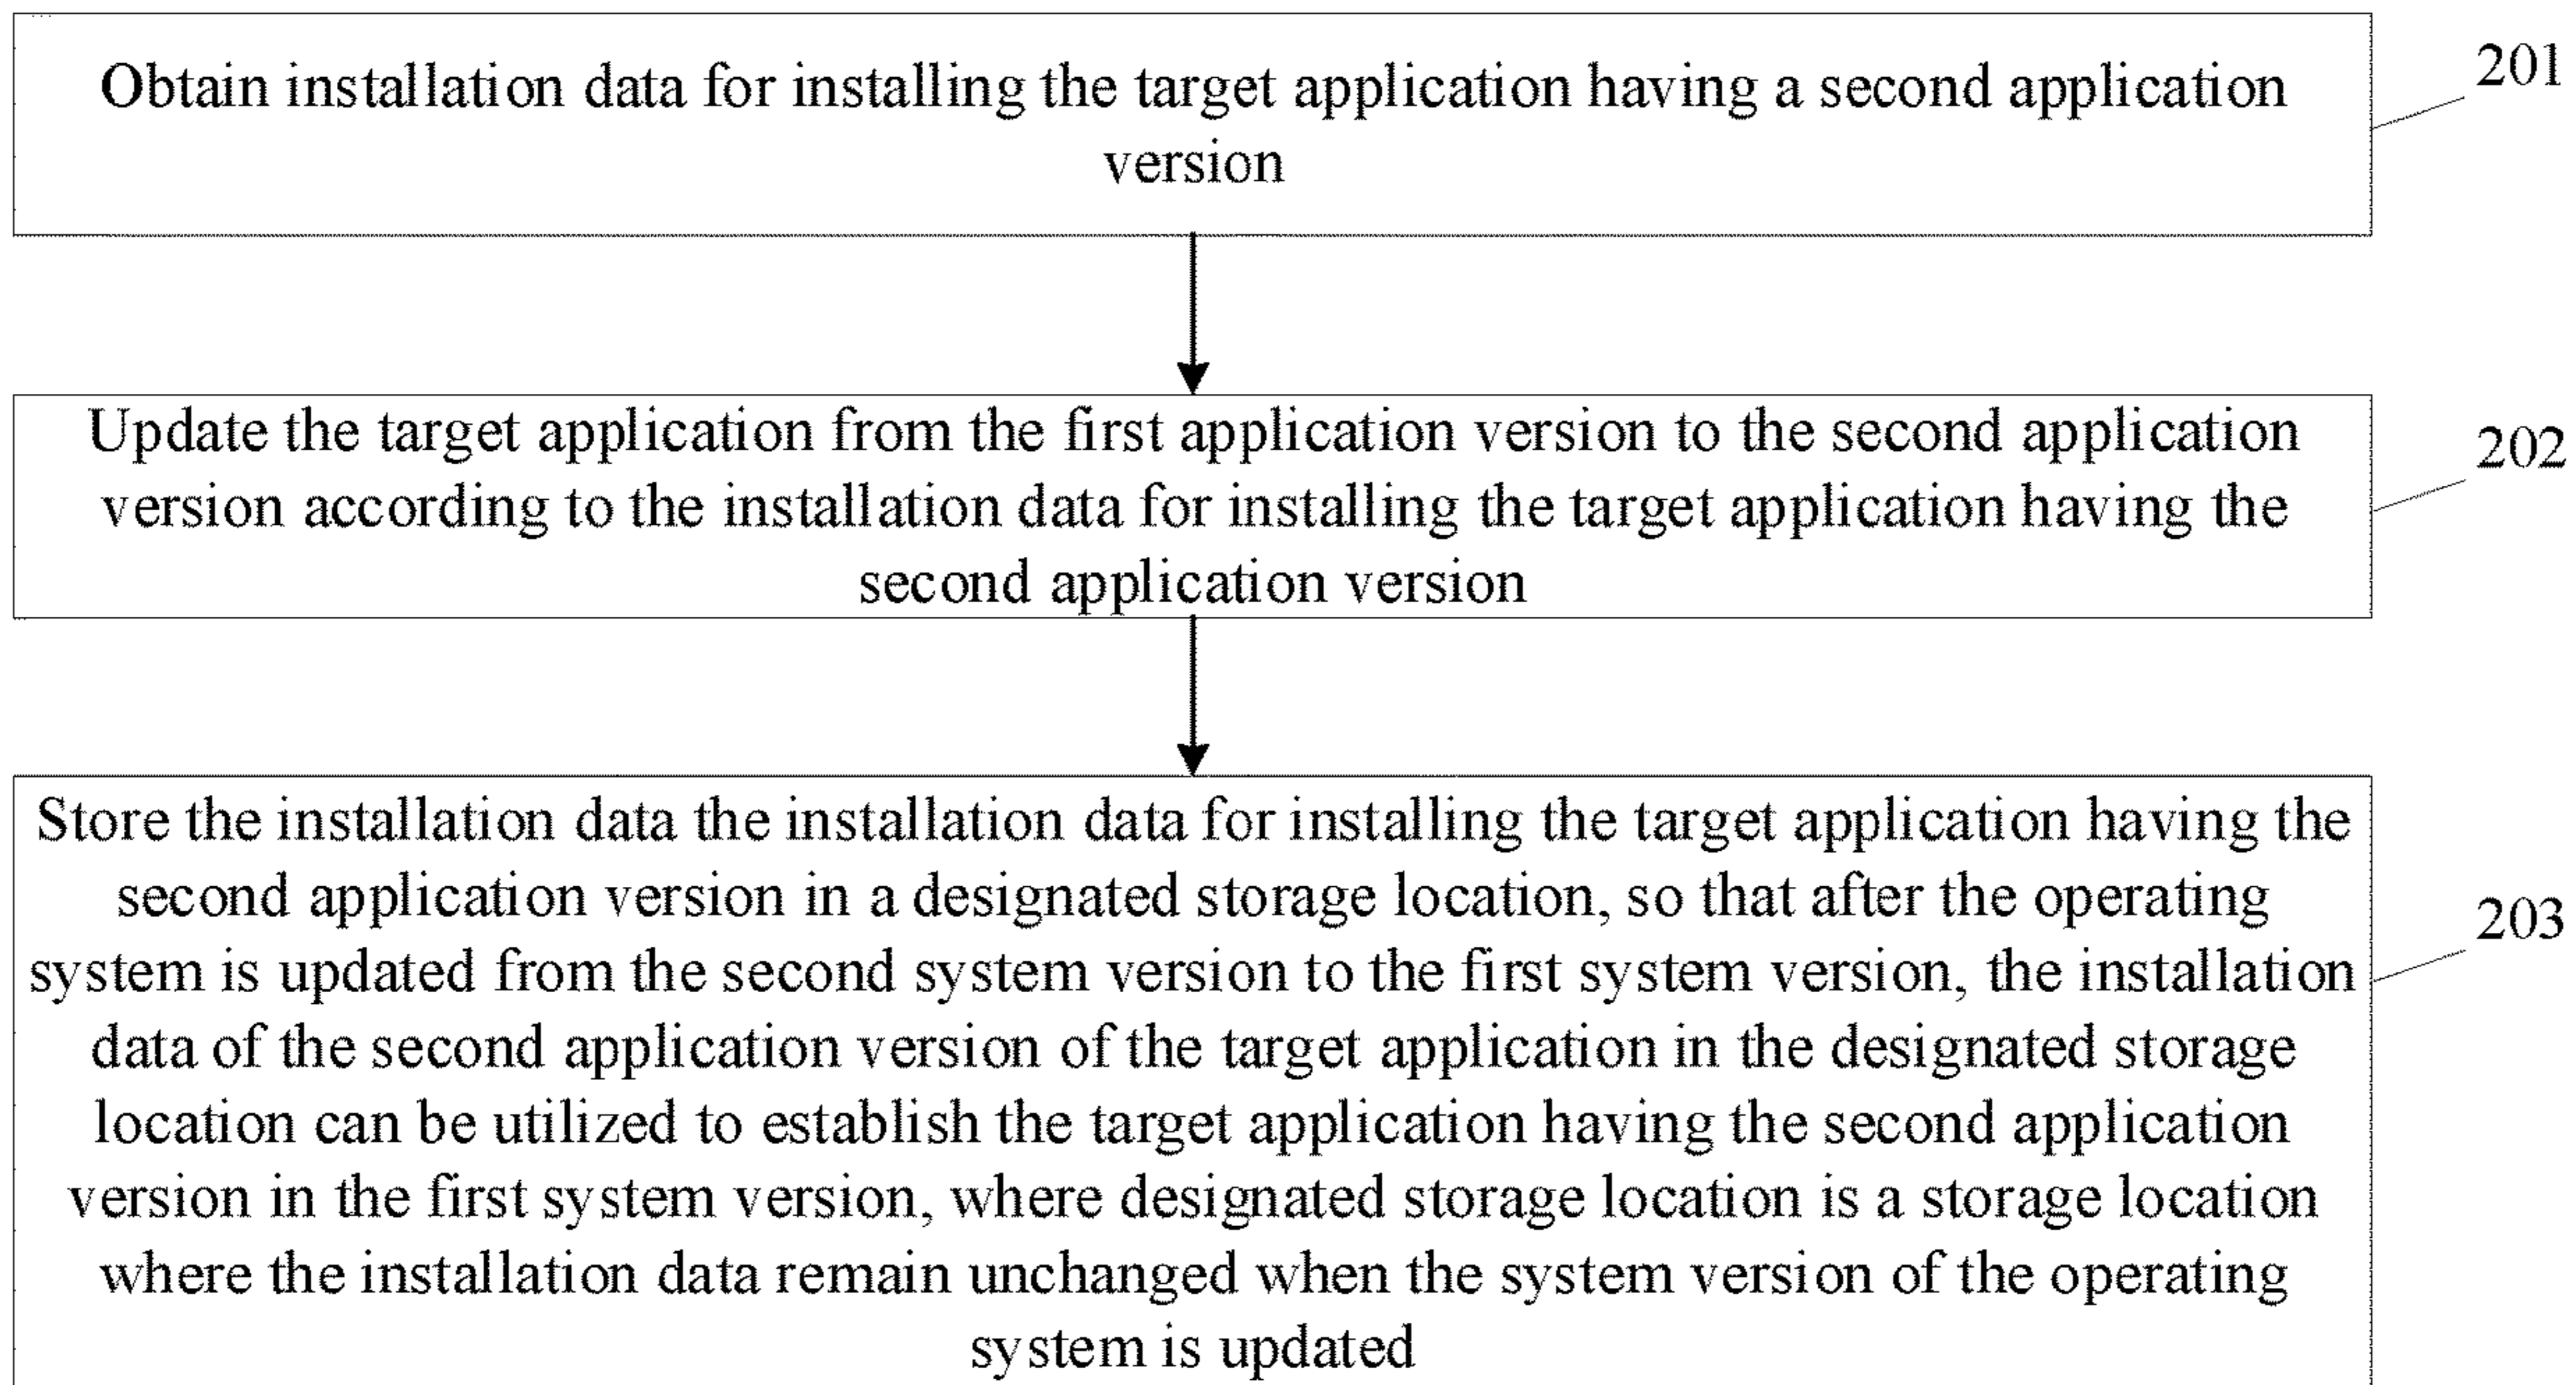 Obtain installation data for installing the target application having a second application
version
201
Update the target application from the first application version to the second application
version according to the installation data for installing the target application having the
second application version
202
Store the installation data the installation data for installing the target application having the
second application version in a designated storage location, so that after the operating
system is updated from the second system version to the first system version, the installation
data of the second application version of the target application in the designated storage
location can be utilized to establish the target application having the second application
version in the first system version, where designated storage location is a storage location
where the installation data remain unchanged when the system version of the operating
system is updated
203